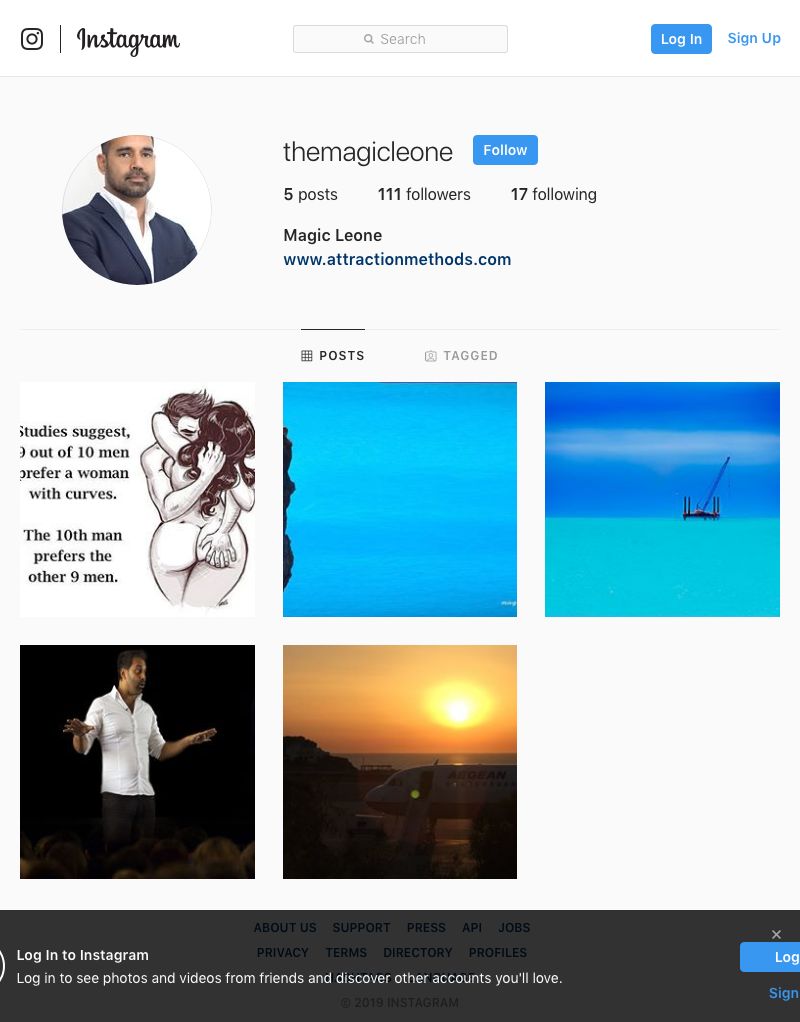 Instagram
Search
Log In
Sign Up
themagicleone
Follow
5 posts
111 followers
17 following
Magic Leone
www.attractionmethods.com
POSTS
TAGGED
Studies suggest,
9 out of 10 men
prefer a woman
with curves.
The 10th man
prefers the
other 9 men.
AEGEAN
ABOUT US SUPPORT PRESS API JOBS
PRIVACY TERMS DIRECTORY PROFILES
Log In to Instagram
Log in to see photos and videos from friends and discover other accounts you'll love.
Log
Sign
© 2019 INSTAGRAM